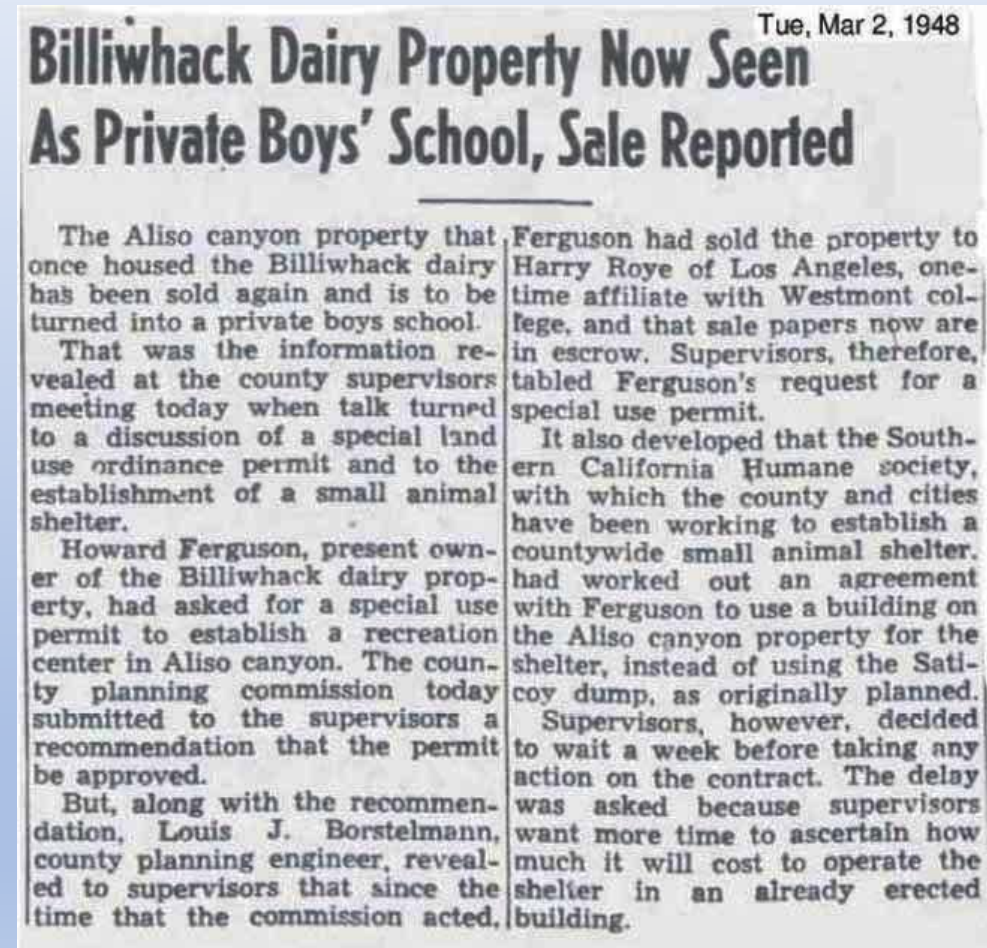 Tue, Mar 2, 1948
Billiwhack Dairy Property Now Seen
As Private Boys' School, Sale Reported
The Aliso canyon property that
once housed the Billiwhack dairy
has been sold again and is to be
turned into a private boys school.
That was the information re-
vealed at the county supervisors
meeting today when talk turned
to a discussion of a special land
use ordinance permit and to the
establishment of a small animal
shelter.
Howard Ferguson, present own-
er of the Billiwhack dairy prop-
erty, had asked for a special use
permit to establish a recreation
center in Aliso canyon. The coun-
ty planning commission today
submitted to the supervisors a
recommendation that the permit
be approved.
But, along with the recommen-
dation, Louis J. Borstelmann,
county planning engineer, reveal-
ed to supervisors that since the
time that the commission acted,
Ferguson had sold the property to
Harry Roye of Los Angeles, one-
time affiliate with Westmont col-
lege, and that sale papers now are
in escrow. Supervisors, therefore,
tabled Ferguson's request for a
special use permit.
It also developed that the South-
ern California Humane society,
with which the county and cities
have been working to establish a
countywide small animal shelter,
had worked out an agreement
with Ferguson to use a building on
the Aliso canyon property for the
shelter, instead of using the Sati-
coy dump, as originally planned.
Supervisors, however, decided
to wait a week before taking any
action on the contract. The delay
was asked because supervisors
want more time to ascertain how
much it will cost to operate the
shelter in an already erected
building.